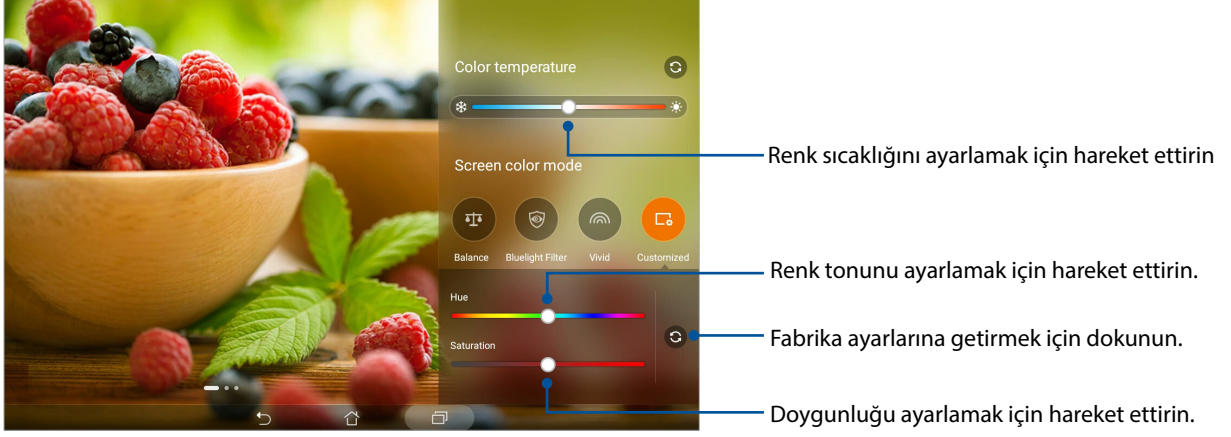 Color temperature
Renk sıcaklığını ayarlamak için hareket ettirin
Screen color mode
Balance Bluelight Filter Vivid Customized
Renk tonunu ayarlamak için hareket ettirin.
Hue
Fabrika ayarlarına getirmek için dokunun.
Saturation
Doygunluğu ayarlamak için hareket ettirin.